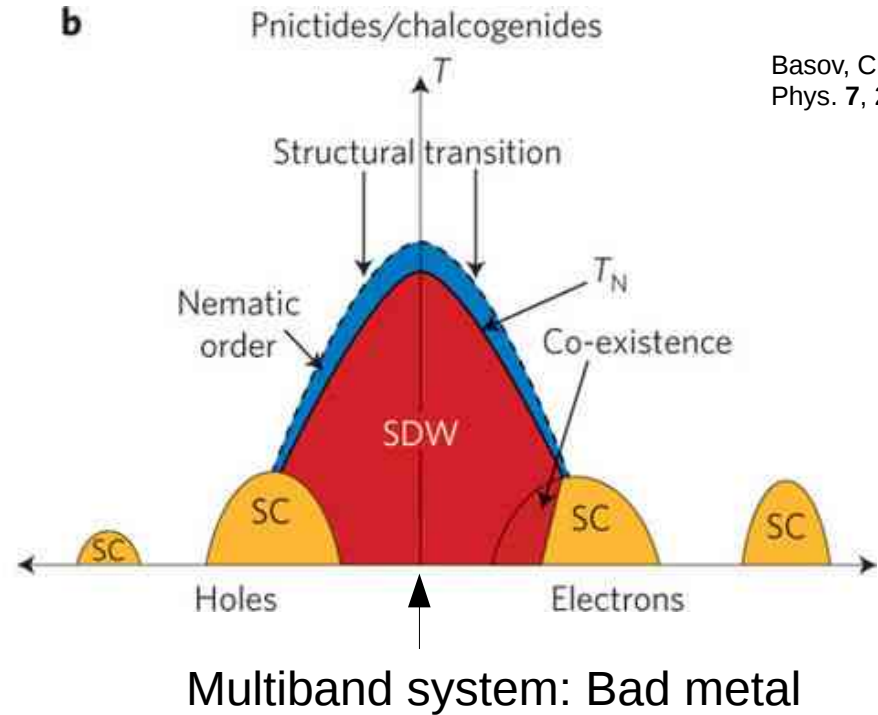 b
Pnictides/chalcogenides
Basov, C
Phys. 7, 2
T
Structural transition
T_N
Nematic
order
Co-existence
SDW
SC
SC
SC
SC
Holes
Electrons
Multiband system: Bad metal